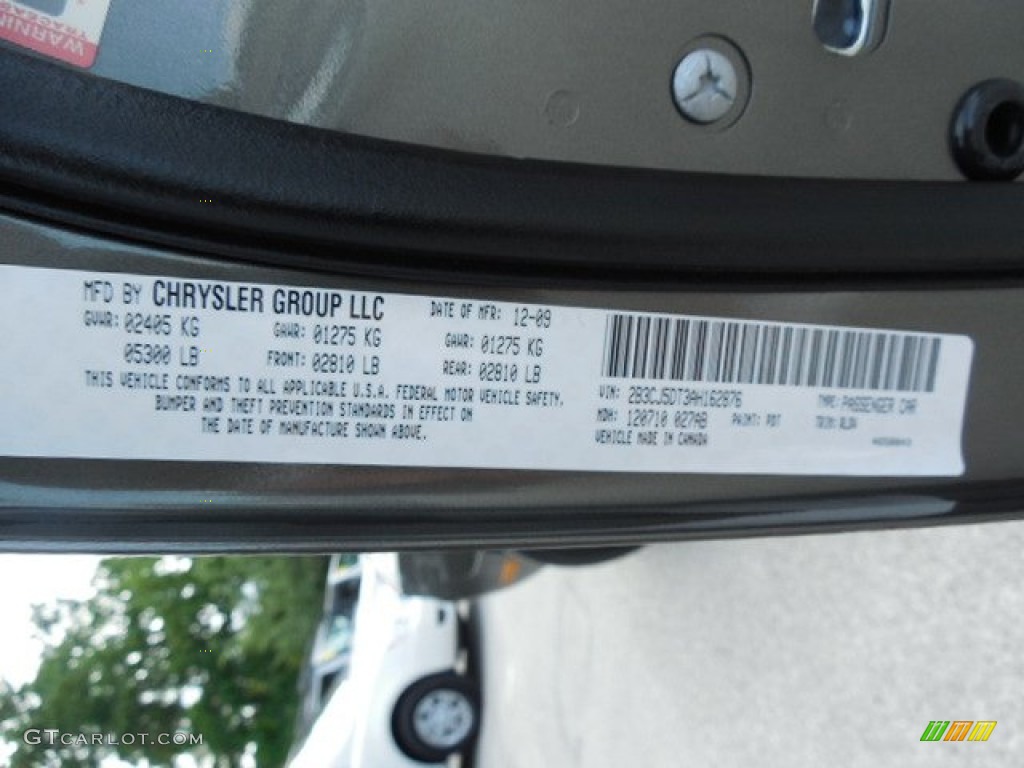 WARNING
MFD BY CHRYSLER GROUP LLC DATE OF MFR: 12-09
GVWR: 02405 KG GAWR: 01275 KG GAWR: 01275 KG
05300 LB FRONT: 02810 LB REAR: 02810 LB
THIS VEHICLE CONFORMS TO ALL APPLICABLE U.S.A. FEDERAL MOTOR VEHICLE SAFETY,
BUMPER AND THEFT PREVENTION STANDARDS IN EFFECT ON
THE DATE OF MANUFACTURE SHOWN ABOVE.
VIN: 2B3CJ5DT3AH162876 TYPE: PASSENGER CAR
MDH: 120710 027AB PAINT: PDT TRIM:
VEHICLE MADE IN CANADA
GTCARLOT.COM